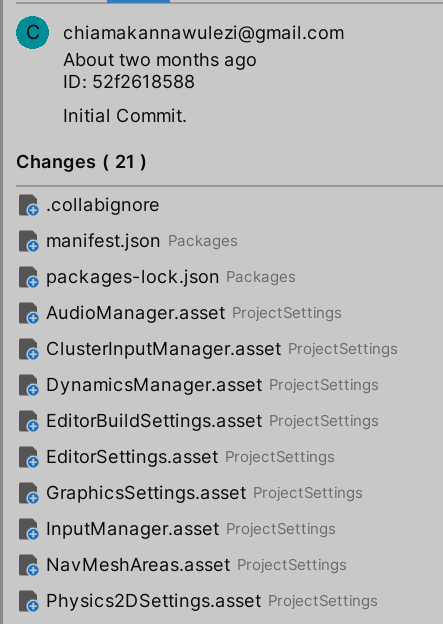 C chiamakannawulezi@gmail.com
About two months ago
ID: 52f2618588
Initial Commit.
Changes ( 21 )
.collabignore
manifest.json Packages
packages-lock.json Packages
AudioManager.asset ProjectSettings
ClusterInputManager.asset ProjectSettings
DynamicsManager.asset ProjectSettings
EditorBuildSettings.asset ProjectSettings
EditorSettings.asset ProjectSettings
GraphicsSettings.asset ProjectSettings
InputManager.asset ProjectSettings
NavMeshAreas.asset ProjectSettings
Physics2DSettings.asset ProjectSettings